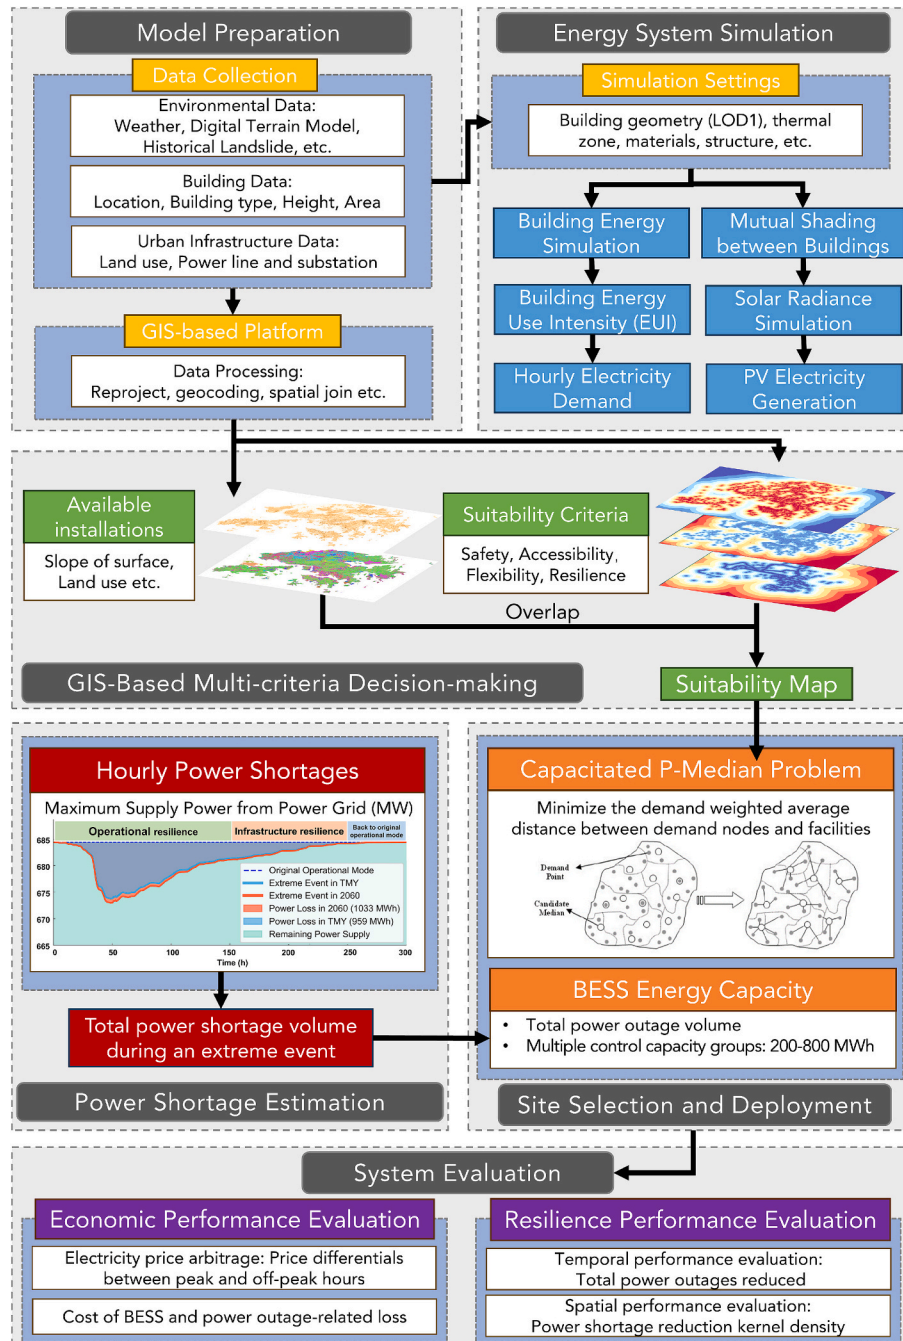 Model Preparation
Data Collection
Environmental Data:
Weather, Digital Terrain Model,
Historical Landslide, etc.
Building Data:
Location, Building type, Height, Area
Urban Infrastructure Data:
Land use, Power line and substation
GIS-based Platform
Data Processing:
Reproject, geocoding, spatial join etc.
Energy System Simulation
Simulation Settings
Building geometry (LOD1), thermal
zone, materials, structure, etc.
Building Energy
Simulation
Mutual Shading
between Buildings
Building Energy
Use Intensity (EUI)
Solar Radiance
Simulation
Hourly Electricity
Demand
PV Electricity
Generation
Available
installations
Slope of surface,
Land use etc.
Suitability Criteria
Safety, Accessibility,
Flexibility, Resilience
Overlap
GIS-Based Multi-criteria Decision-making
Suitability Map
Hourly Power Shortages
Maximum Supply Power from Power Grid (MW)
Operational resilience
Infrastructure resilience
Back to original
operational mode
685
680
675
670
665
Original Operational Mode
Extreme Event in TMY
Extreme Event in 2060
Power Loss in 2060 (1033 MWh)
Power Loss in TMY (959 MWh)
Remaining Power Supply
0 50 100 150 200 250 300
Time (h)
Total power shortage volume
during an extreme event
Power Shortage Estimation
Capacitated P-Median Problem
Minimize the demand weighted average
distance between demand nodes and facilities
Demand
Point
Candidate
Median
BESS Energy Capacity
• Total power outage volume
• Multiple control capacity groups: 200-800 MWh
Site Selection and Deployment
System Evaluation
Economic Performance Evaluation
Electricity price arbitrage: Price differentials
between peak and off-peak hours
Cost of BESS and power outage-related loss
Resilience Performance Evaluation
Temporal performance evaluation:
Total power outages reduced
Spatial performance evaluation:
Power shortage reduction kernel density